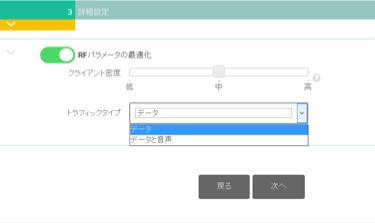 3 詳細設定
RFパラメータの最適化
クライアント密度
低 中 高
トラフィックタイプ
データ
データ
データと音声
戻る 次へ